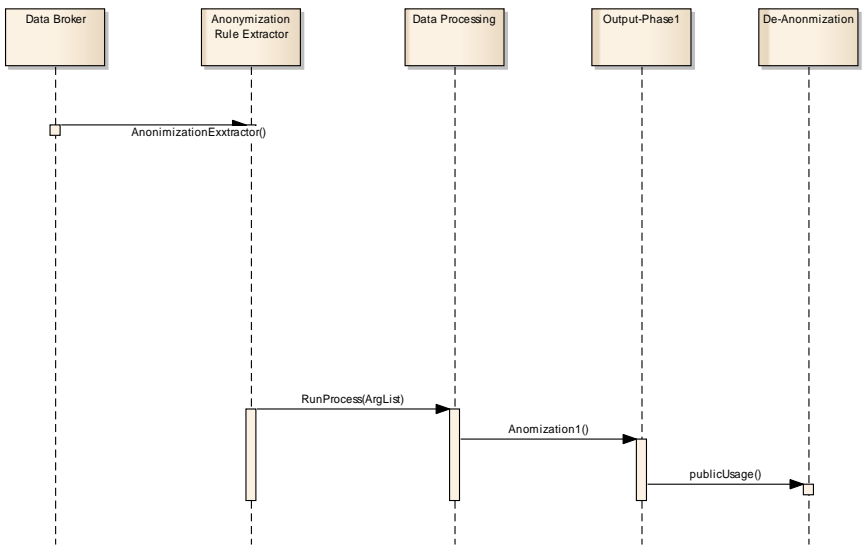 Data Broker
Anonymization
Rule Extractor
Data Processing
Output-Phase1
De-Anonmization
AnonimizationExxtractor()
RunProcess(ArgList)
Anomization1()
publicUsage()